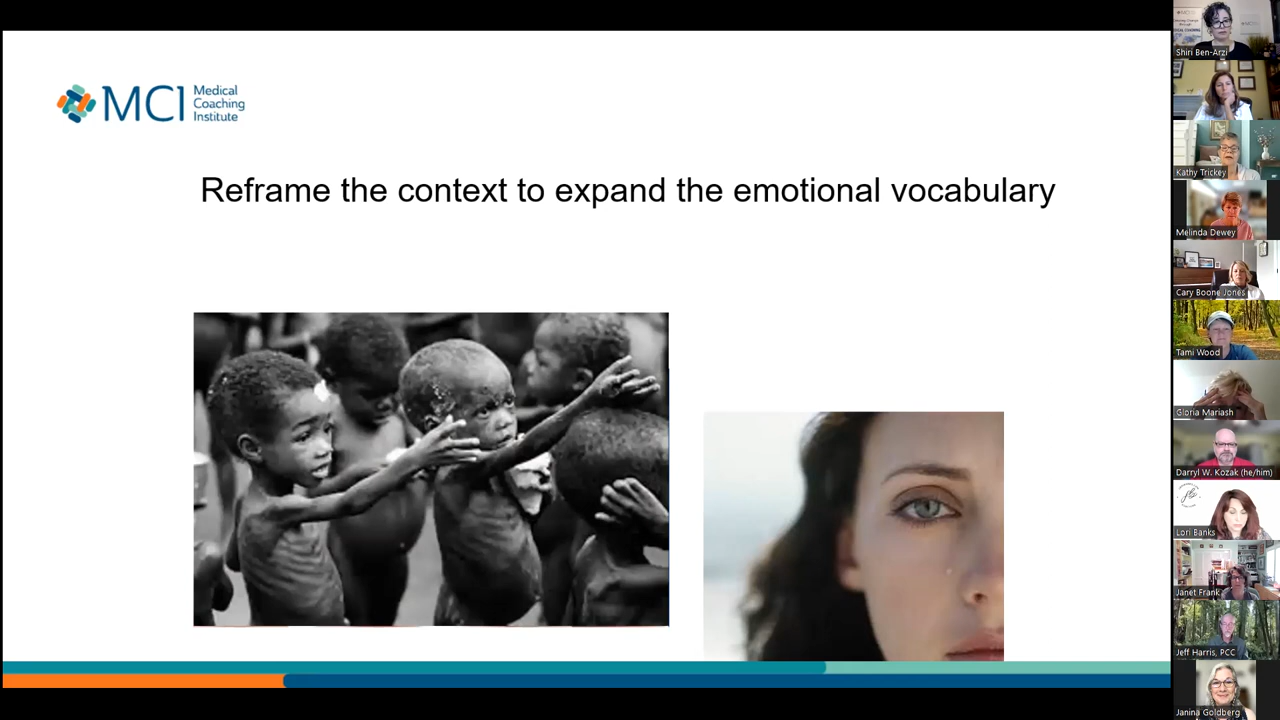 MCI
Medical
Coaching
Institute
Reframe the context to expand the emotional vocabulary
Shiri Ben-Arzi
Kathy Trickey
Melinda Dewey
Cary Boone Jones
Tami Wood
Gloria Mariash
Darryl W. Kozak (he/him)
Lori Banks
Janet Frank
Jeff Harris, PCC
Janina Goldberg